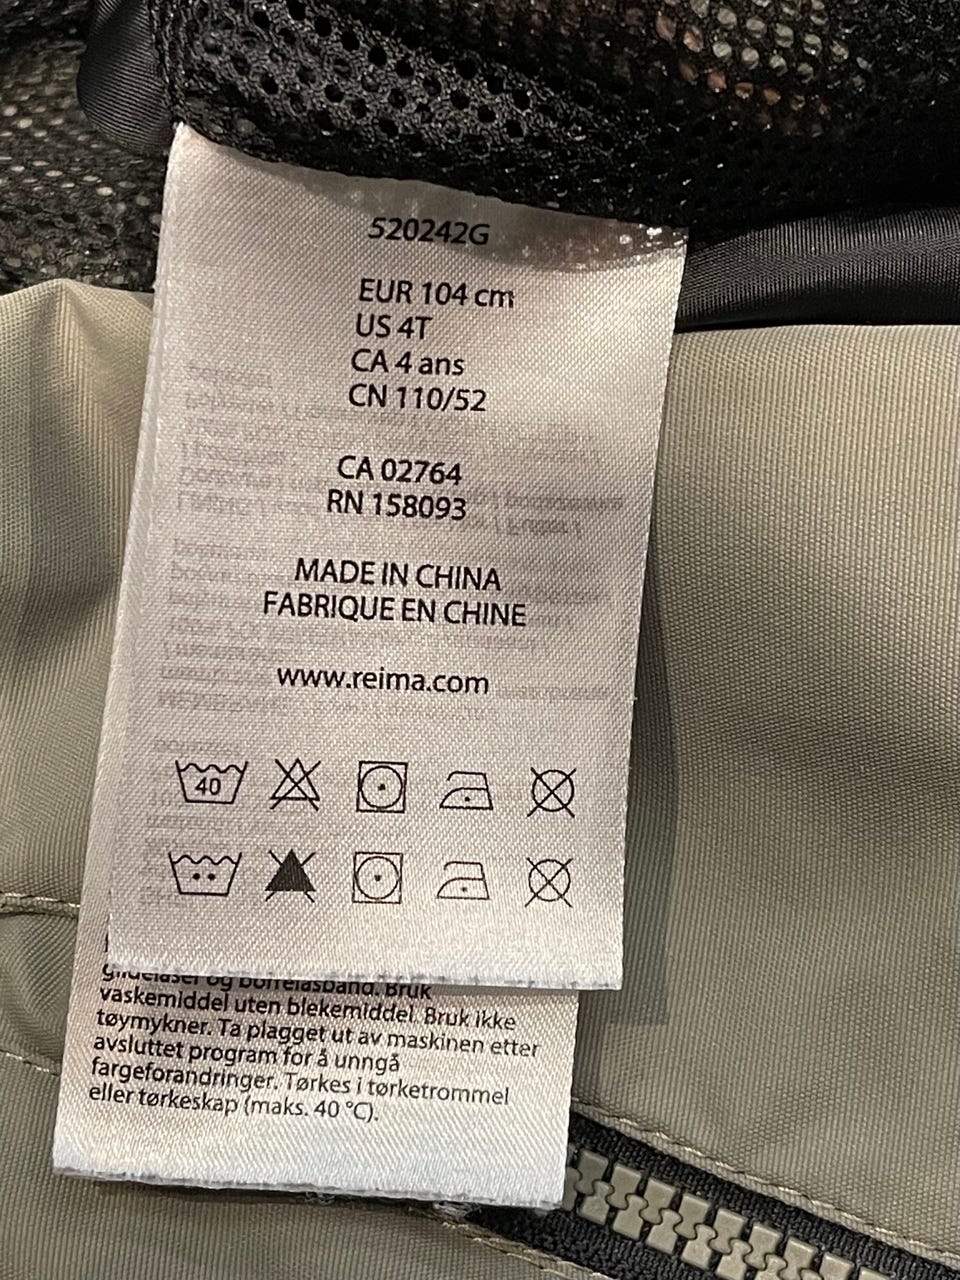 520242G
EUR 104 cm
US 4T
CA 4 ans
CN 110/52
CA 02764
RN 158093
MADE IN CHINA
FABRIQUE EN CHINE
www.reima.com
40
og borrelåsbånd. Bruk
vaskemiddel uten blekemiddel. Bruk ikke
tøymykner. Ta plagget ut av maskinen etter
avsluttet program for å unngå
fargeforandringer. Tørkes i tørketrommel
eller tørkeskap (maks. 40 °C).